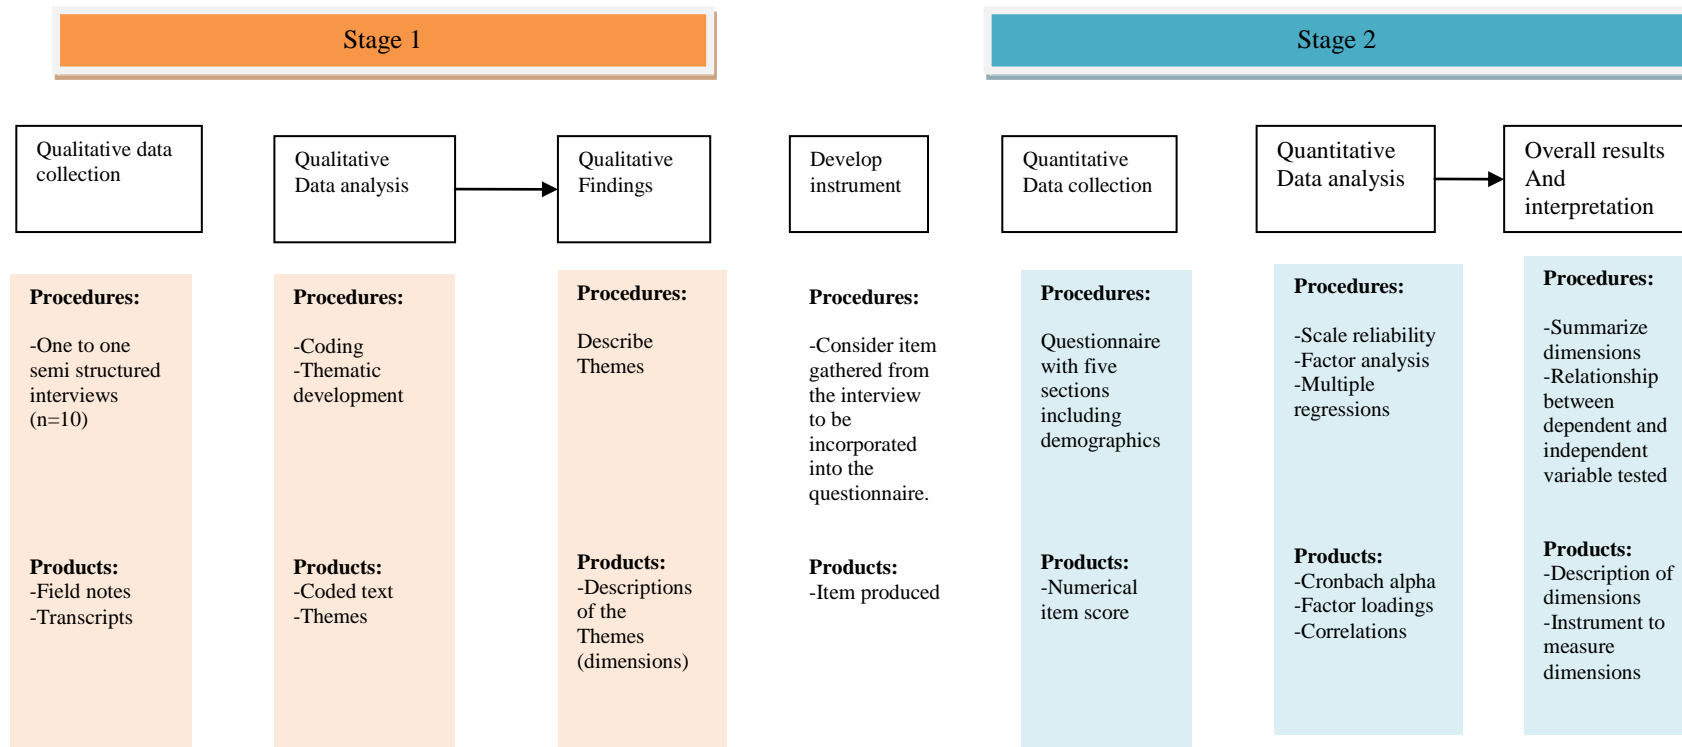 Stage 1
Stage 2
Qualitative data
collection
Qualitative
Data analysis
Qualitative
Findings
Develop
instrument
Quantitative
Data collection
Quantitative
Data analysis
Overall results
And
interpretation
Procedures:
-One to one
semi structured
interviews
(n=10)
Products:
-Field notes
-Transcripts
Procedures:
-Coding
-Thematic
development
Products:
-Coded text
-Themes
Procedures:
Describe
Themes
Products:
-Descriptions
of the
Themes
(dimensions)
Procedures:
-Consider item
gathered from
the interview
to be
incorporated
into the
questionnaire.
Products:
-Item produced
Procedures:
Questionnaire
with five
sections
including
demographics
Products:
-Numerical
item score
Procedures:
-Scale reliability
-Factor analysis
-Multiple
regressions
Products:
-Cronbach alpha
-Factor loadings
-Correlations
Procedures:
-Summarize
dimensions
-Relationship
between
dependent and
independent
variable tested
Products:
-Description of
dimensions
-Instrument to
measure
dimensions